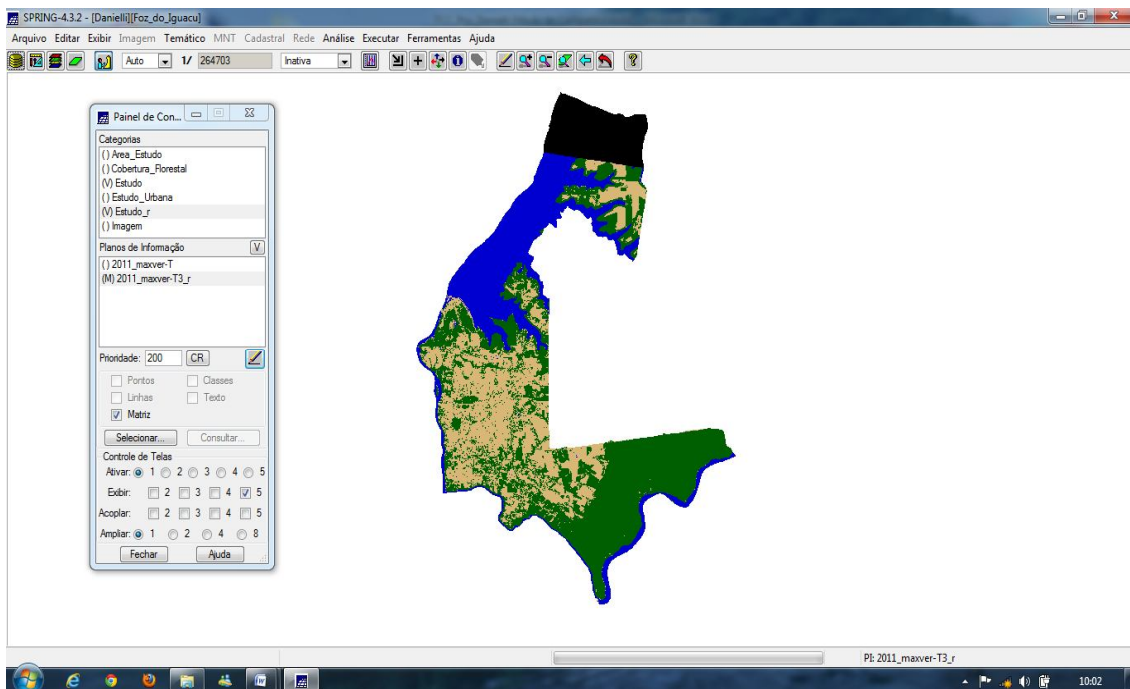 SPRING-4.3.2 - [Danielli][Foz_do_Iguacu]
Arquivo Editar Exibir Imagem Temático MNT Cadastral Rede Análise Executar Ferramentas Ajuda
Auto 1/ 264703 Inativa
Painel de Con...
Categorias
( ) Area_Estudo
( ) Cobertura_Florestal
(V) Estudo
( ) Estudo_Urbana
(V) Estudo_r
( ) Imagem
Planos de Informação V
( ) 2011_maxver-T
(M) 2011_maxver-T3_r
Prioridade: 200 CR
Pontos Classes
Linhas Texto
Matriz
Selecionar... Consultar...
Controle de Telas
Ativar: 1 2 3 4 5
Exibir: 2 3 4 5
Acoplar: 2 3 4 5
Ampliar: 1 2 4 8
Fechar Ajuda
PI: 2011_maxver-T3_r
10:02